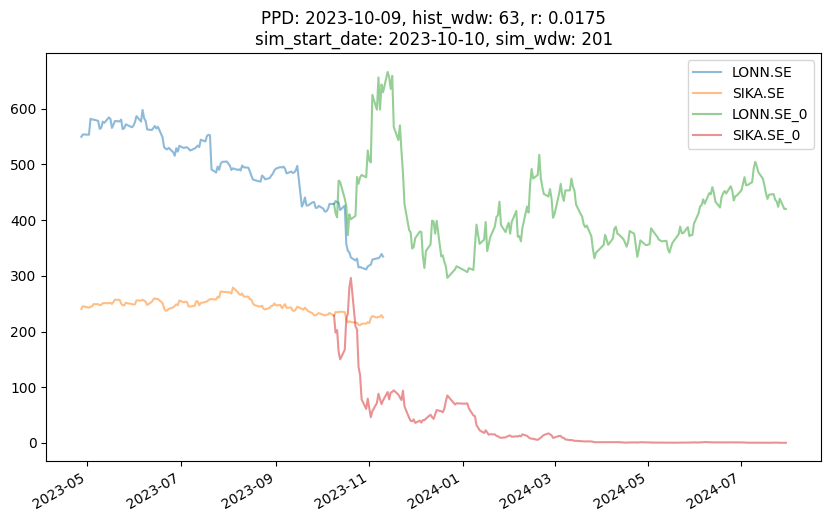 PPD: 2023-10-09, hist_wdw: 63, r: 0.0175
sim_start_date: 2023-10-10, sim_wdw: 201
LONN.SE
SIKA.SE
LONN.SE_0
SIKA.SE_0
600
500
400
300
200
100
0
2023-05
2023-07
2023-09
2023-11
2024-01
2024-03
2024-05
2024-07